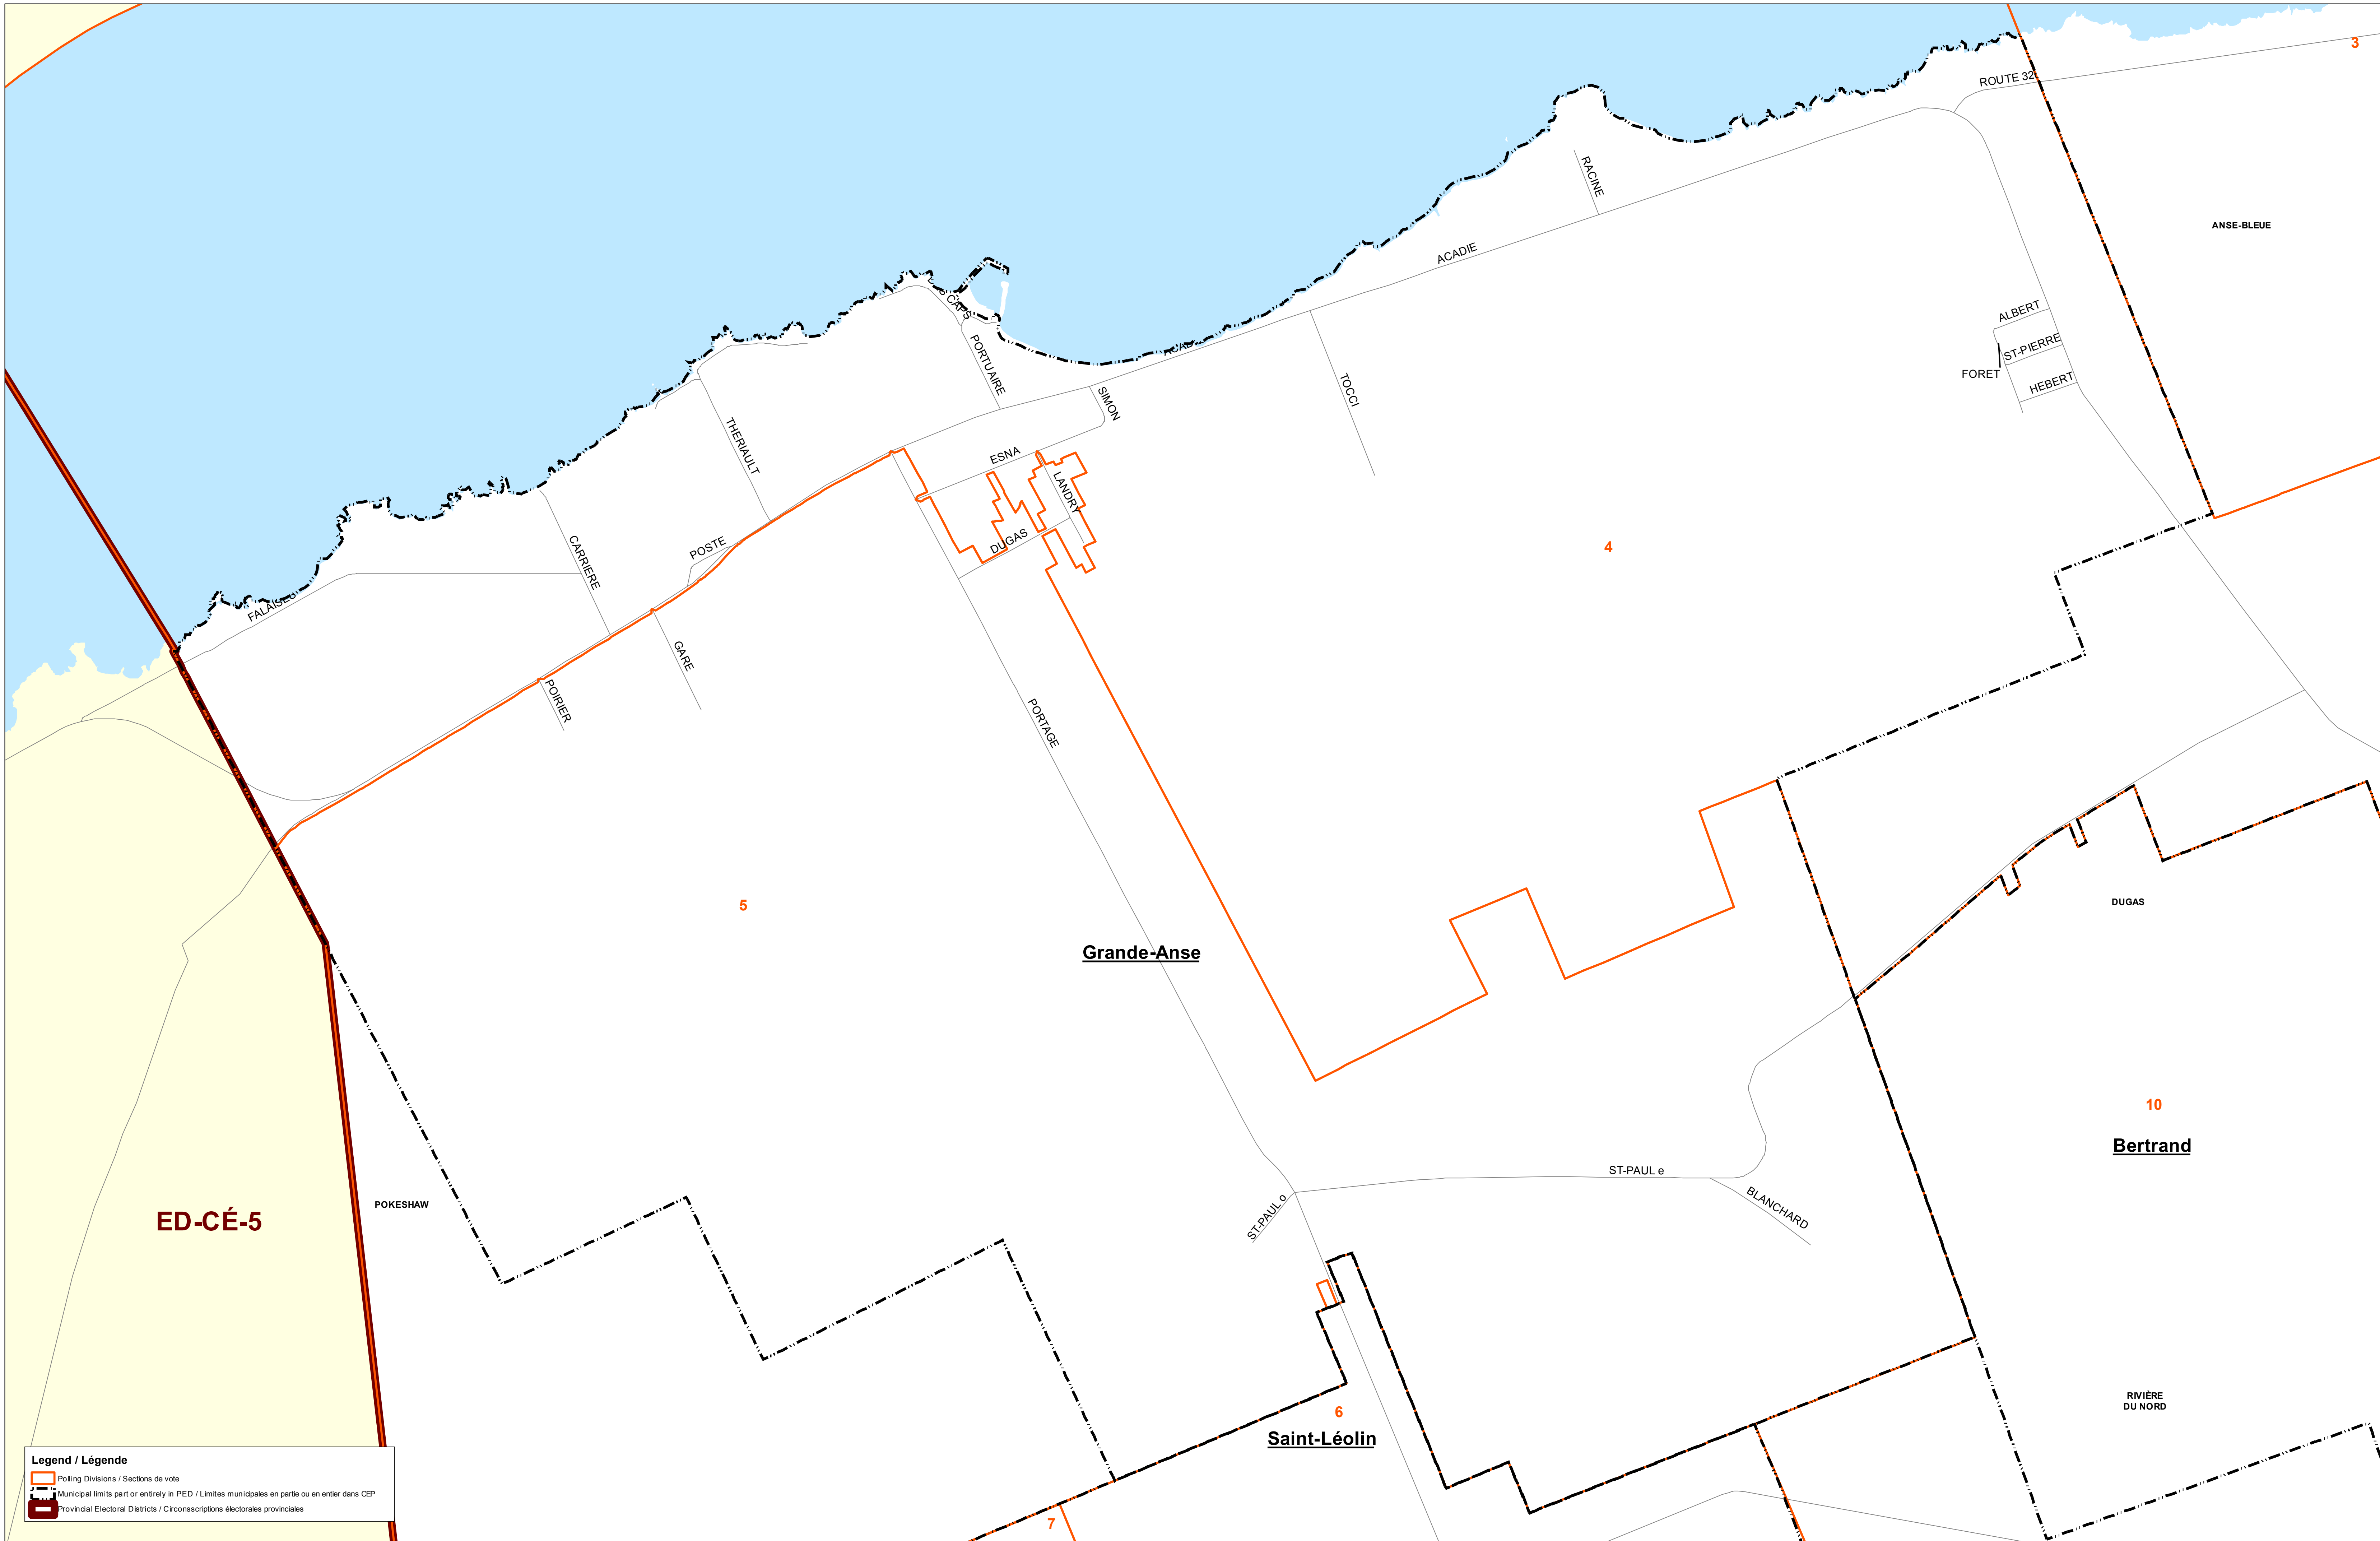 3
ROUTE 32
RACINE
ANSE-BLEUE
ACADIE
CAPS
ALBERT
PORTUAIRE
ST-PIERRE
FORET
HEBERT
TOCCI
SIMON
THERIAULT
ESNA
LANDRY
DUGAS
4
POSTE
CARRIERE
FALAISES
GARE
POIRIER
PORTAGE
5
DUGAS
Grande-Anse
10
Bertrand
ST-PAUL e
BLANCHARD
ST-PAUL o
POKESHAW
ED-CÉ-5
RIVIÈRE
DU NORD
6
Saint-Léolin
7
Legend / Légende
Polling Divisions / Sections de vote
Municipal limits part or entirely in PED / Limites municipales en partie ou en entier dans CEP
Provincial Electoral Districts / Circonsscriptions électorales provinciales